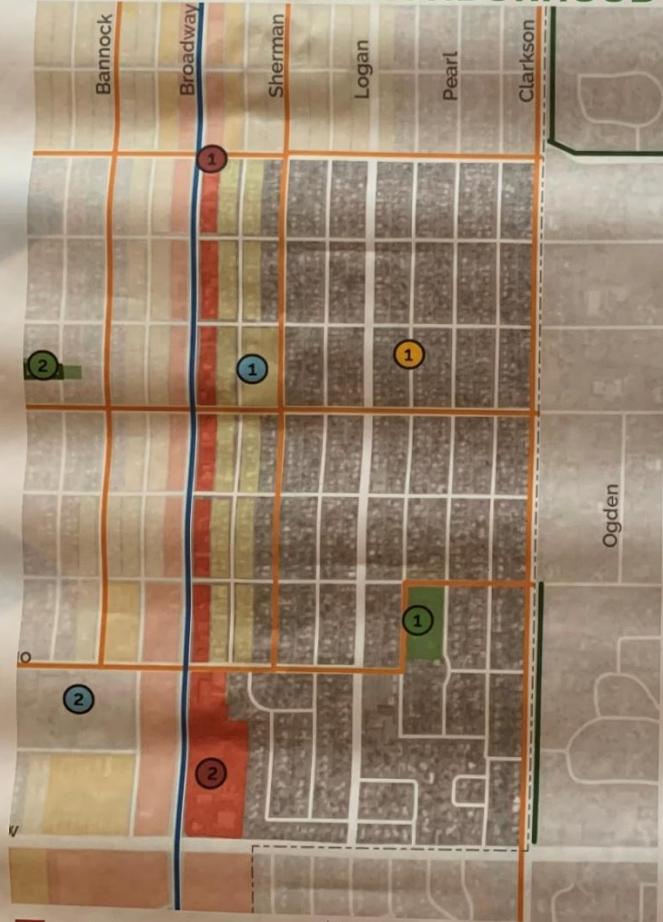 Bannock
Broadway
Sherman
Logan
Pearl
Clarkson
1
2
1
1
Ogden
1
2
2